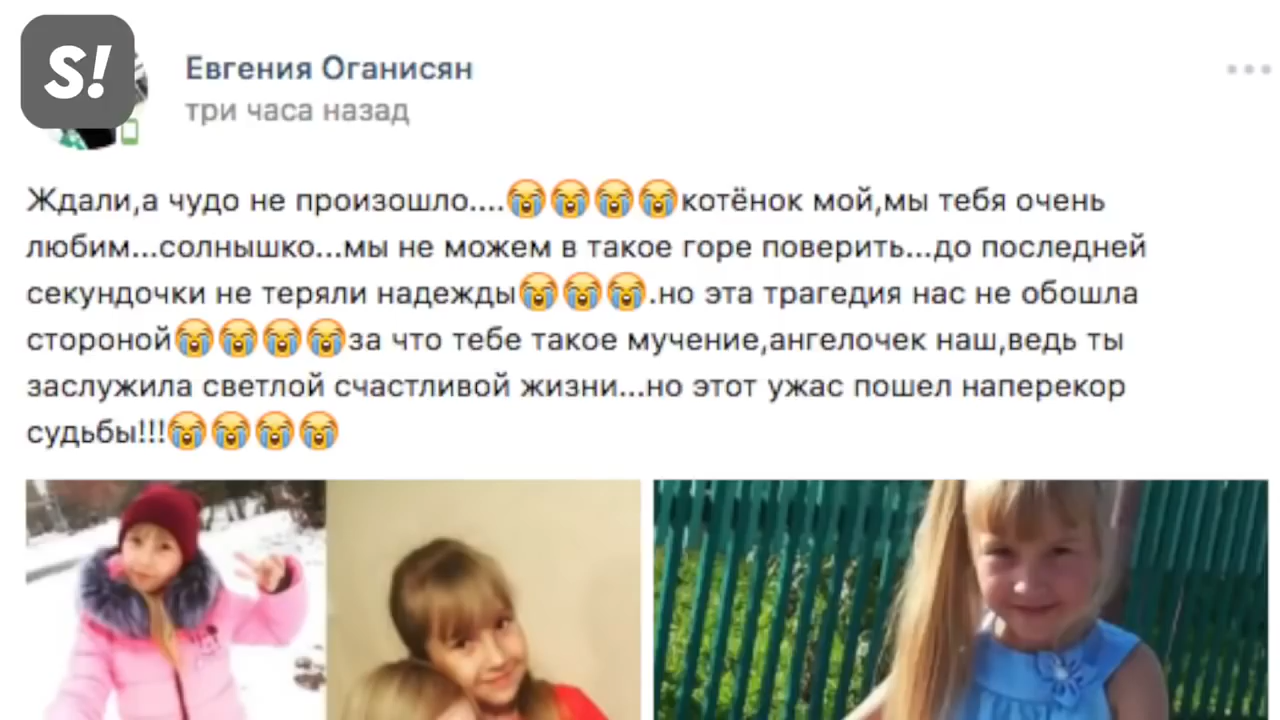 S!
Евгения Оганисян
три часа назад
Ждали,а чудо не произошло....😭😭😭😭котёнок мой,мы тебя очень
любим...солнышко...мы не можем в такое горе поверить...до последней
секундочки не теряли надежды😭😭😭.но эта трагедия нас не обошла
стороной😭😭😭😭за что тебе такое мучение,ангелочек наш,ведь ты
заслужила светлой счастливой жизни...но этот ужас пошел наперекор
судьбы!!!😭😭😭😭